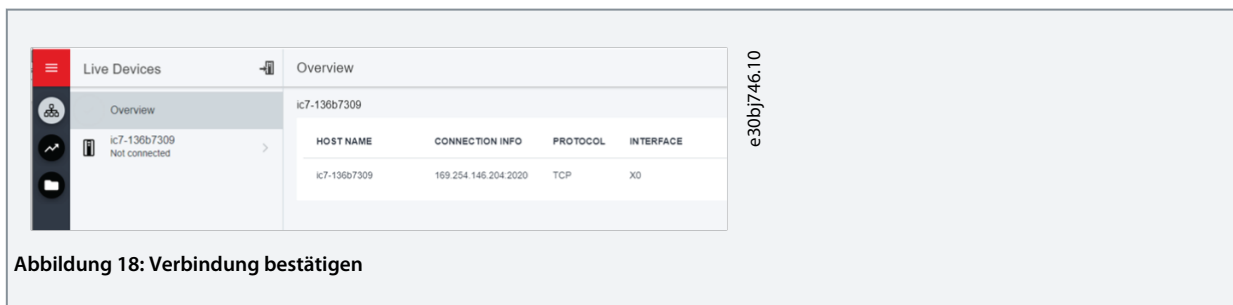 Live Devices
Overview
Overview
ic7-136b7309
ic7-136b7309
Not connected
HOST NAME CONNECTION INFO PROTOCOL INTERFACE
ic7-136b7309 169.254.146.204:2020 TCP X0
e30bj746.10
Abbildung 18: Verbindung bestätigen